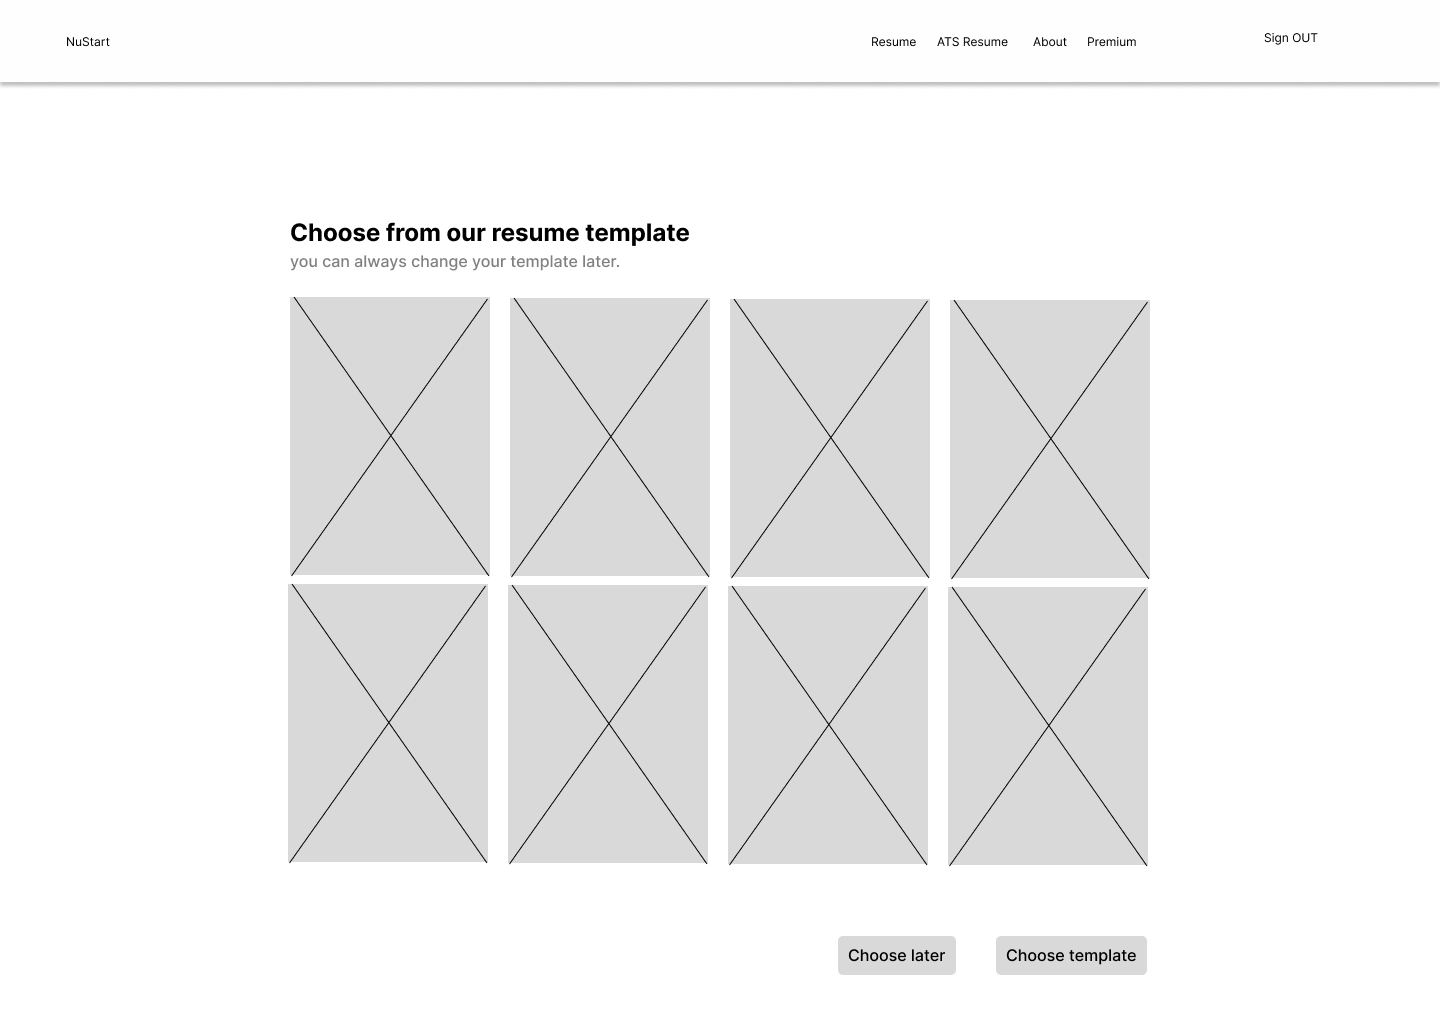 NuStart Resume ATS Resume About Premium Sign OUT
Choose from our resume template
you can always change your template later.
Choose later Choose template